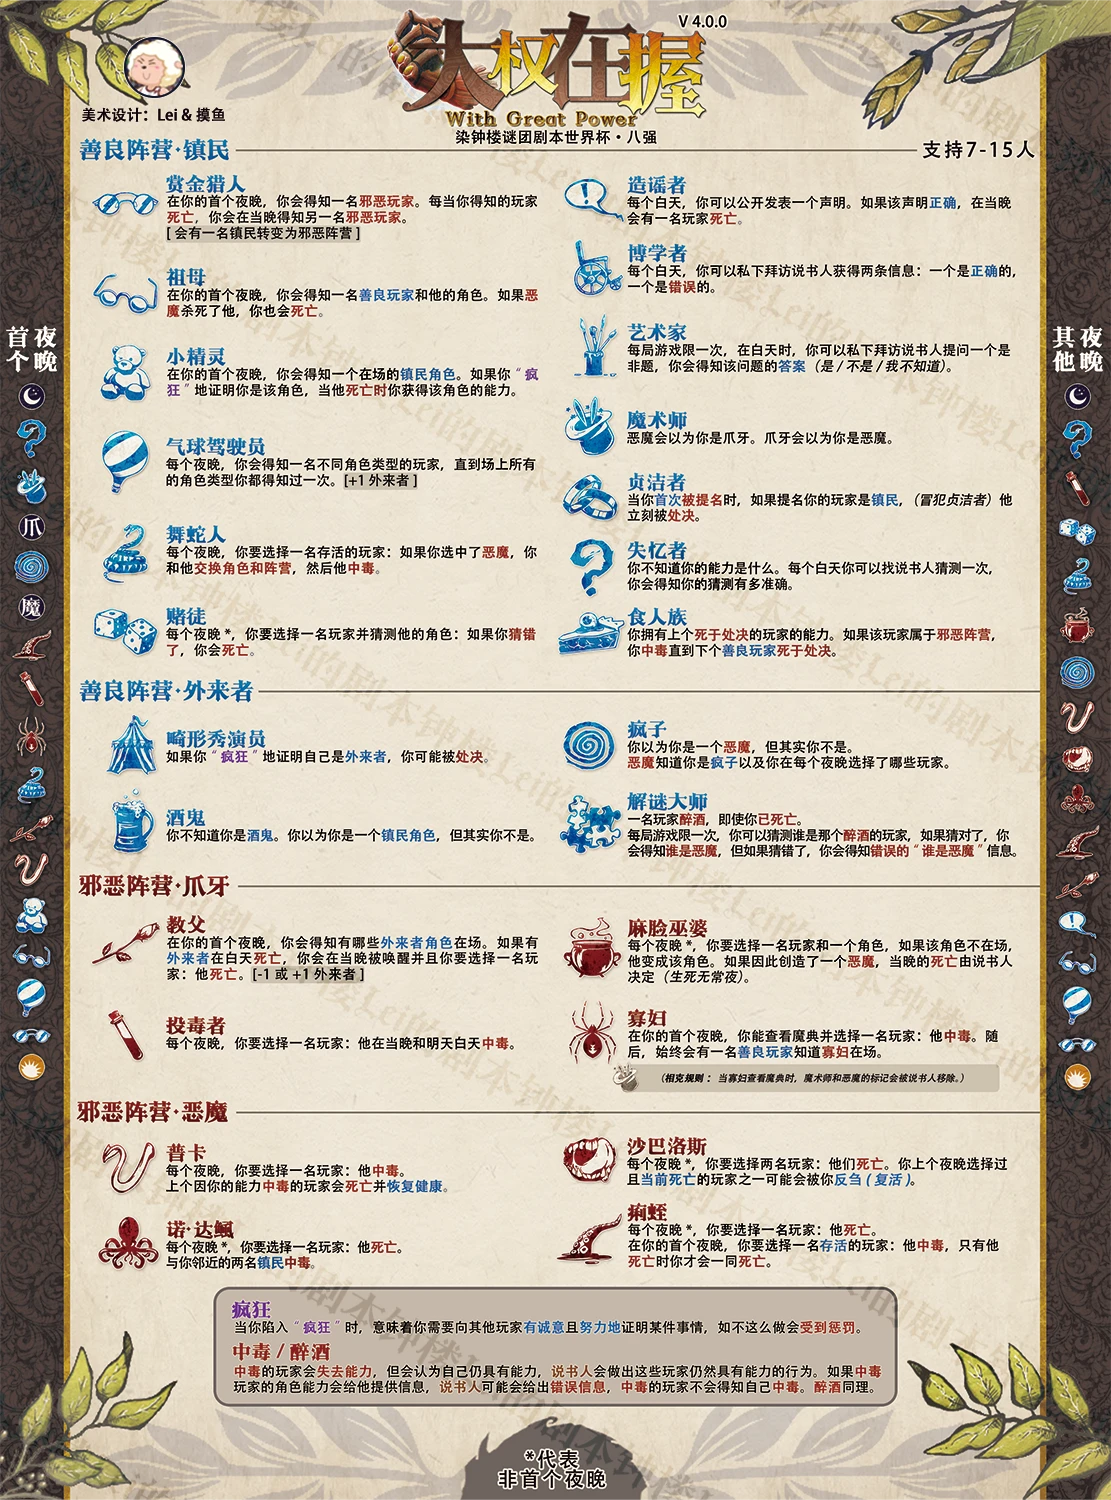 V 4.0.0
大权在握
With Great Power
染钟楼谜团剧本世界杯·八强
美术设计：Lei & 摸鱼
支持7-15人
首个夜晚
其他夜晚
爪
魔
善良阵营·镇民
赏金猎人
在你的首个夜晚，你会得知一名邪恶玩家。每当你得知的玩家
死亡，你会在当晚得知另一名邪恶玩家。
[ 会有一名镇民转变为邪恶阵营 ]
祖母
在你的首个夜晚，你会得知一名善良玩家和他的角色。如果恶
魔杀死了他，你也会死亡。
小精灵
在你的首个夜晚，你会得知一个在场的镇民角色。如果你“疯
狂”地证明你是该角色，当他死亡时你获得该角色的能力。
气球驾驶员
每个夜晚，你会得知一名不同角色类型的玩家，直到场上所有
的角色类型你都得知过一次。[+1 外来者 ]
舞蛇人
每个夜晚，你要选择一名存活的玩家：如果你选中了恶魔，你
和他交换角色和阵营，然后他中毒。
赌徒
每个夜晚 *，你要选择一名玩家并猜测他的角色：如果你猜错
了，你会死亡。
造谣者
每个白天，你可以公开发表一个声明。如果该声明正确，在当晚
会有一名玩家死亡。
博学者
每个白天，你可以私下拜访说书人获得两条信息：一个是正确的，
一个是错误的。
艺术家
每局游戏限一次，在白天时，你可以私下拜访说书人提问一个是
非题，你会得知该问题的答案（是 / 不是 / 我不知道）。
魔术师
恶魔会以为你是爪牙。爪牙会以为你是恶魔。
贞洁者
当你首次被提名时，如果提名你的玩家是镇民，（冒犯贞洁者）他
立刻被处决。
失忆者
你不知道你的能力是什么。每个白天你可以找说书人猜测一次，
你会得知你的猜测有多准确。
食人族
你拥有上个死于处决的玩家的能力。如果该玩家属于邪恶阵营，
你中毒直到下个善良玩家死于处决。
善良阵营·外来者
畸形秀演员
如果你“疯狂”地证明自己是外来者，你可能被处决。
酒鬼
你不知道你是酒鬼。你以为你是一个镇民角色，但其实你不是。
疯子
你以为你是一个恶魔，但其实你不是。
恶魔知道你是疯子以及你在每个夜晚选择了哪些玩家。
解谜大师
一名玩家醉酒，即使你已死亡。
每局游戏限一次，你可以猜测谁是那个醉酒的玩家，如果猜对了，你
会得知谁是恶魔，但如果猜错了，你会得知错误的“谁是恶魔”信息。
邪恶阵营·爪牙
教父
在你的首个夜晚，你会得知有哪些外来者角色在场。如果有
外来者在白天死亡，你会在当晚被唤醒并且你要选择一名玩
家：他死亡。[-1 或 +1 外来者 ]
投毒者
每个夜晚，你要选择一名玩家：他在当晚和明天白天中毒。
麻脸巫婆
每个夜晚 *，你要选择一名玩家和一个角色，如果该角色不在场，
他变成该角色。如果因此创造了一个恶魔，当晚的死亡由说书人
决定（生死无常夜）。
寡妇
在你的首个夜晚，你能查看魔典并选择一名玩家：他中毒。随
后，始终会有一名善良玩家知道寡妇在场。
（相克规则 ：当寡妇查看魔典时，魔术师和恶魔的标记会被说书人移除。）
邪恶阵营·恶魔
普卡
每个夜晚，你要选择一名玩家：他中毒。
上个因你的能力中毒的玩家会死亡并恢复健康。
诺·达鲺
每个夜晚 *，你要选择一名玩家：他死亡。
与你邻近的两名镇民中毒。
沙巴洛斯
每个夜晚 *，你要选择两名玩家：他们死亡。你上个夜晚选择过
且当前死亡的玩家之一可能会被你反刍 ( 复活 )。
痢蛭
每个夜晚 *，你要选择一名玩家：他死亡。
在你的首个夜晚，你要选择一名存活的玩家：他中毒，只有他
死亡时你才会一同死亡。
疯狂
当你陷入“疯狂”时，意味着你需要向其他玩家有诚意且努力地证明某件事情，如不这么做会受到惩罚。
中毒 / 醉酒
中毒的玩家会失去能力，但会认为自己仍具有能力，说书人会做出这些玩家仍然具有能力的行为。如果中毒
玩家的角色能力会给他提供信息，说书人可能会给出错误信息，中毒的玩家不会得知自己中毒。醉酒同理。
*代表
非首个夜晚